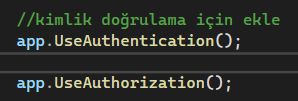 //kimlik doğrulama için ekle
app.UseAuthentication();
app.UseAuthorization();